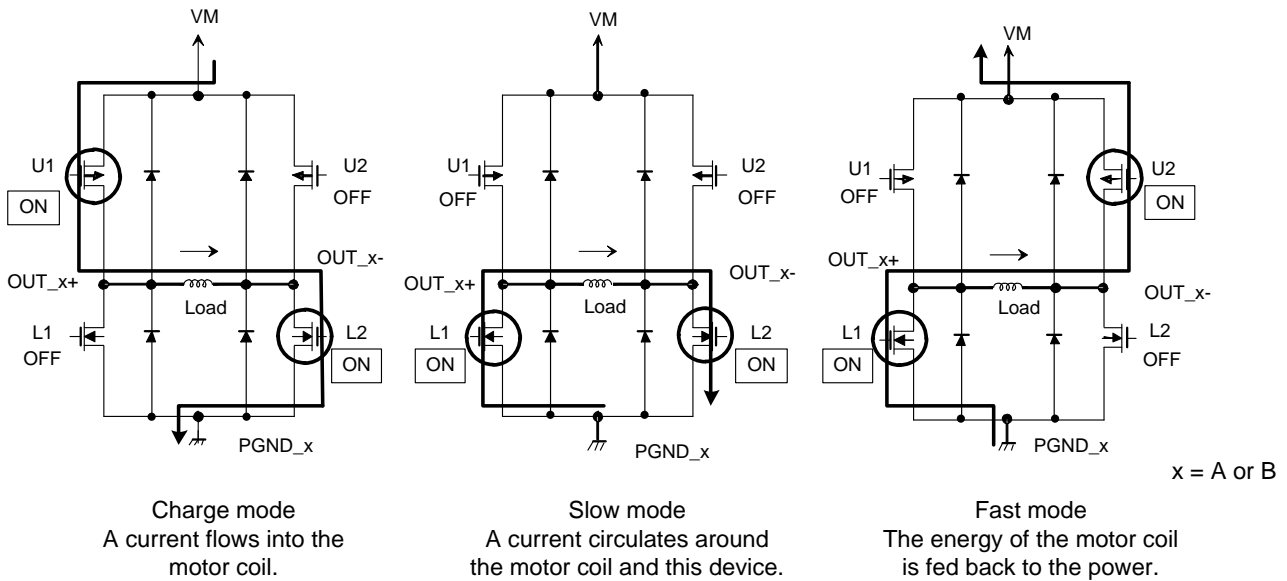 VM
U1
ON
U2
OFF
OUT_x+
OUT_x-
Load
L1
OFF
L2
ON
PGND_x
Charge mode
A current flows into the
motor coil.
VM
U1
OFF
U2
OFF
OUT_x+
OUT_x-
Load
L1
ON
L2
ON
PGND_x
Slow mode
A current circulates around
the motor coil and this device.
VM
U1
OFF
U2
ON
OUT_x+
OUT_x-
Load
L1
ON
L2
OFF
PGND_x
Fast mode
The energy of the motor coil
is fed back to the power.
x = A or B